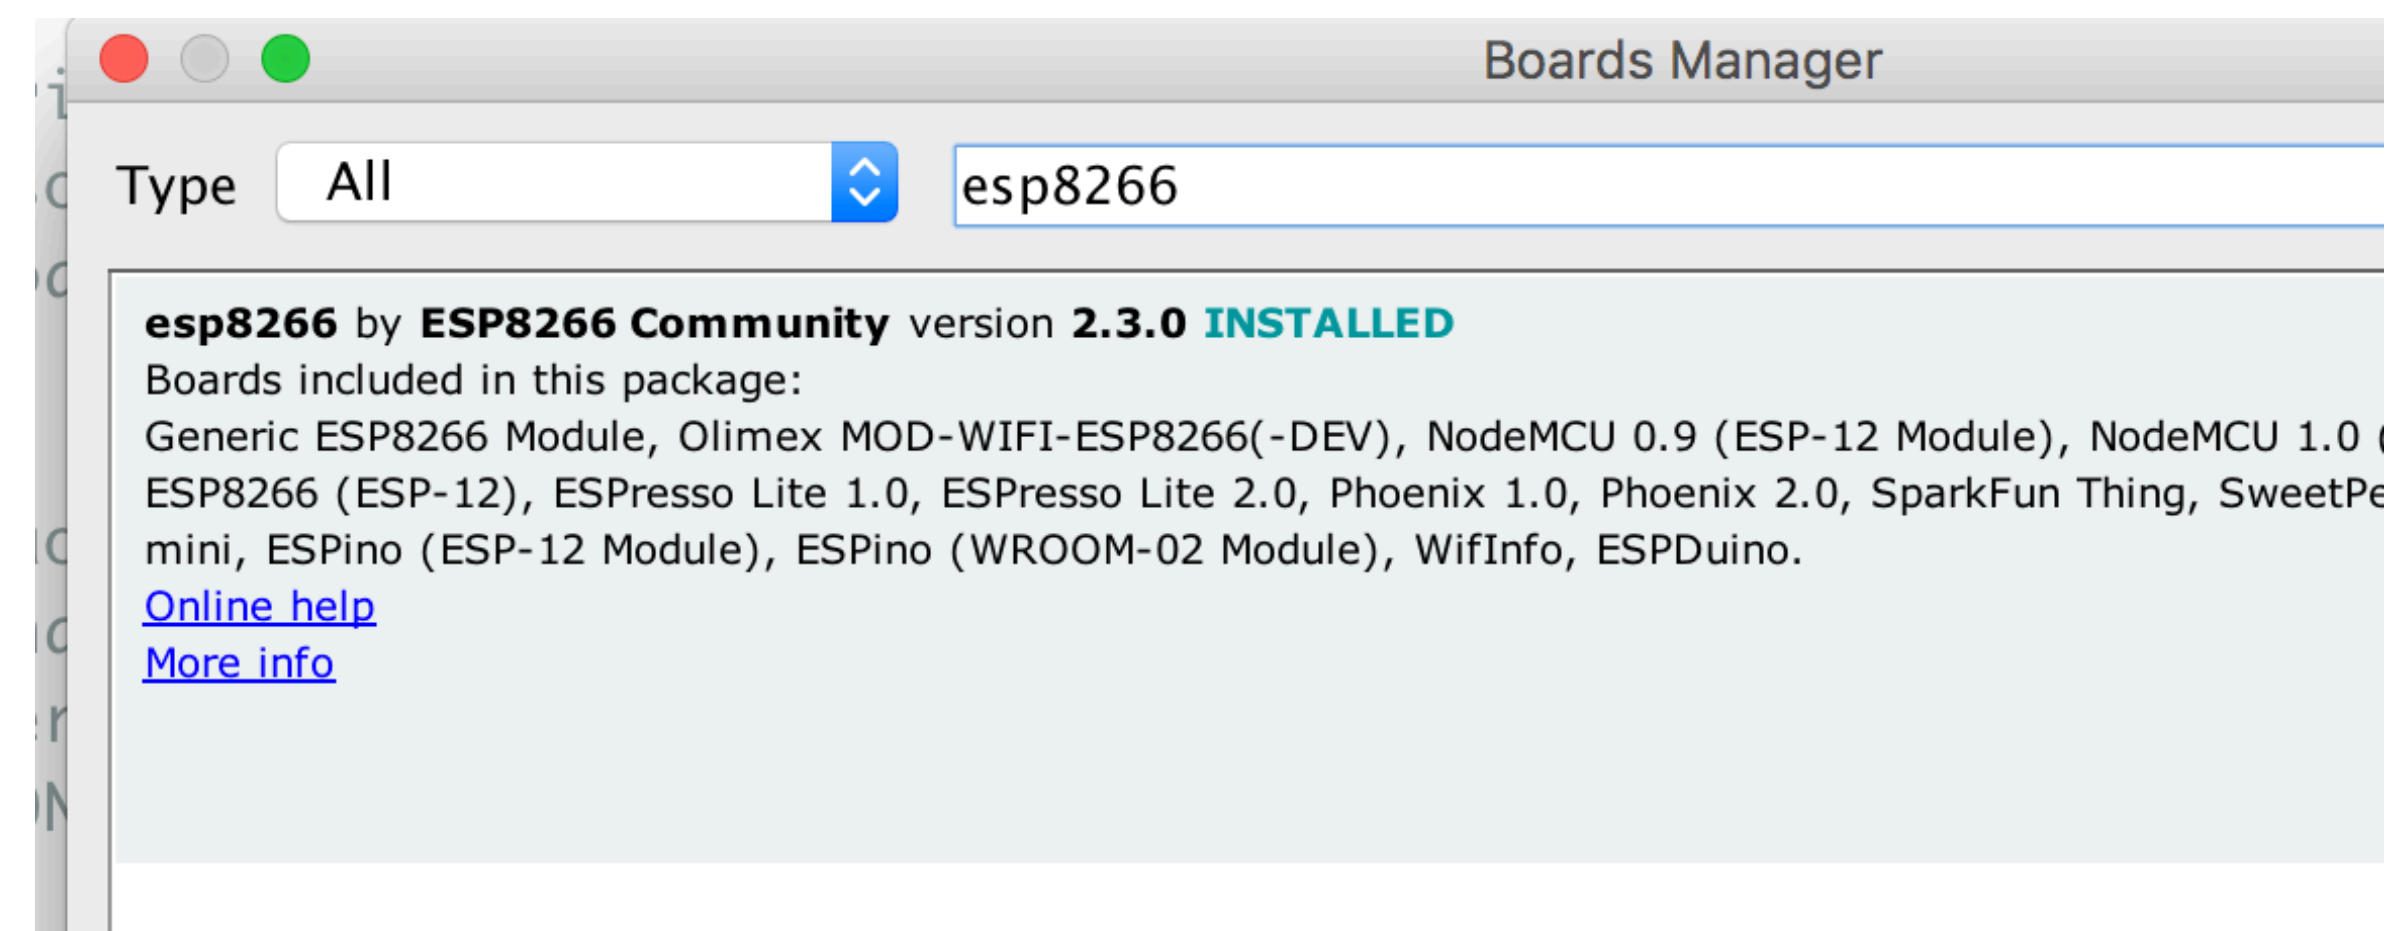 Boards Manager
Type All esp8266
esp8266 by ESP8266 Community version 2.3.0 INSTALLED
Boards included in this package:
Generic ESP8266 Module, Olimex MOD-WIFI-ESP8266(-DEV), NodeMCU 0.9 (ESP-12 Module), NodeMCU 1.0 (
ESP8266 (ESP-12), ESPresso Lite 1.0, ESPresso Lite 2.0, Phoenix 1.0, Phoenix 2.0, SparkFun Thing, SweetPe
mini, ESPino (ESP-12 Module), ESPino (WROOM-02 Module), WifInfo, ESPDuino.
Online help
More info